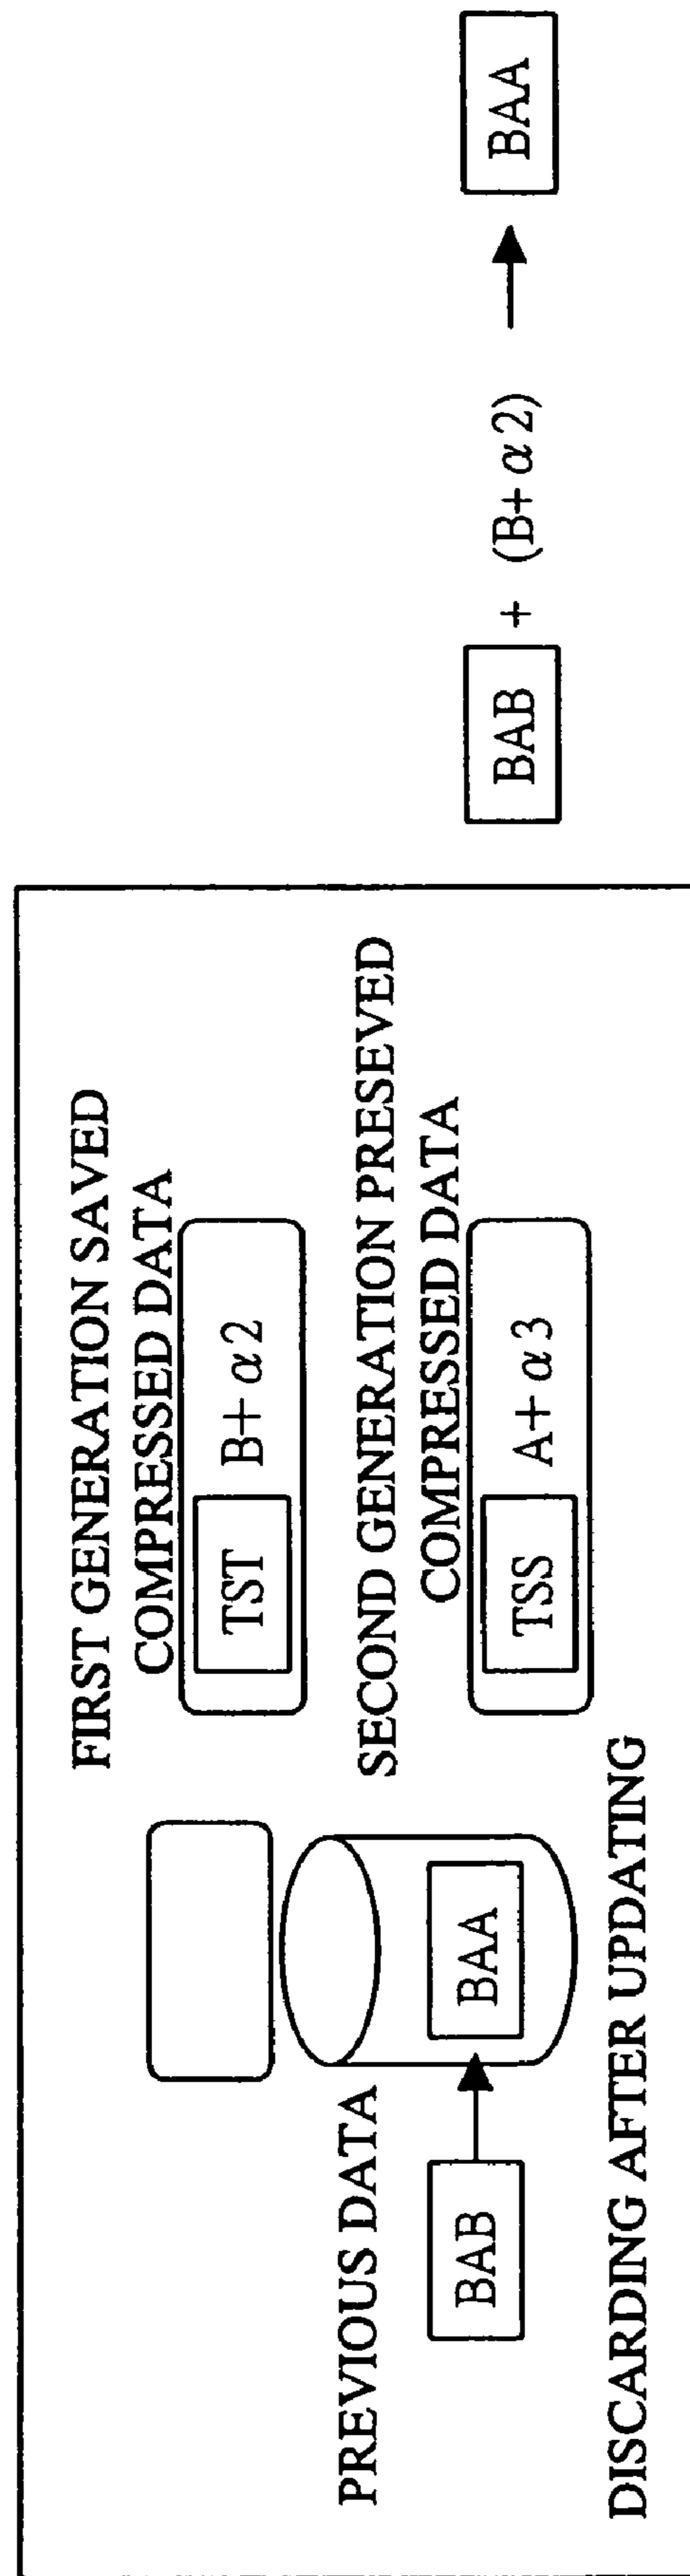 FIRST GENERATION SAVED
COMPRESSED DATA
TST B+α2
PREVIOUS DATA
SECOND GENERATION PRESEVED
COMPRESSED DATA
BAB BAA
TSS A+α3
DISCARDING AFTER UPDATING
BAB + (B+α2) → BAA